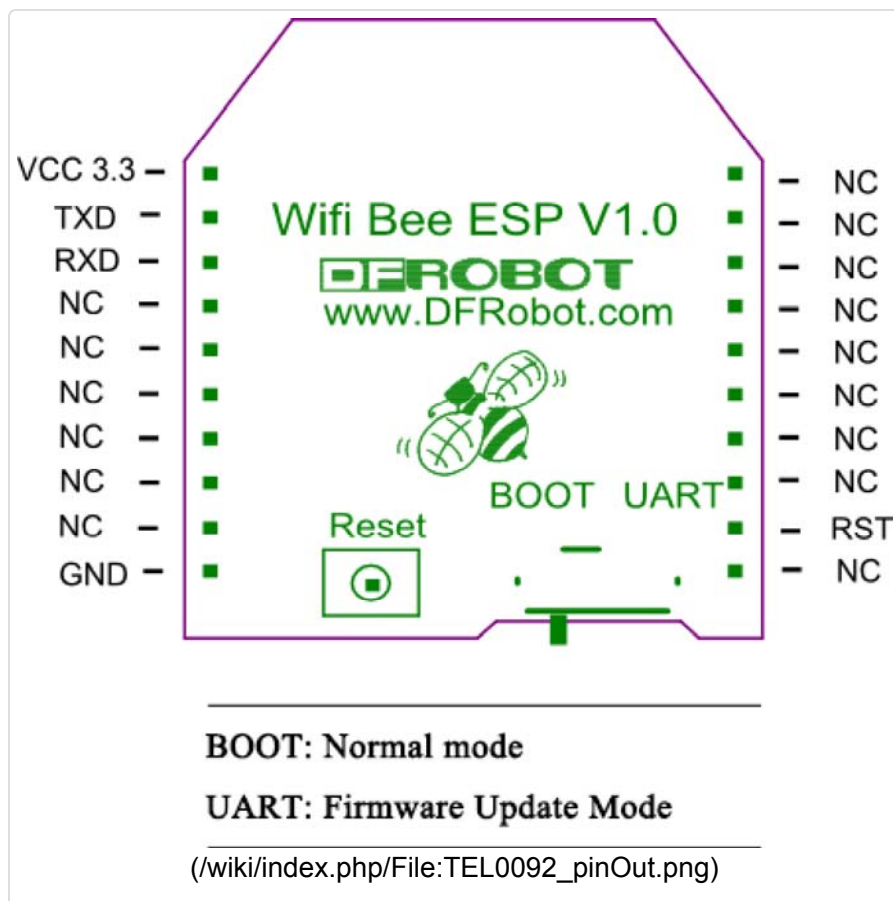 VCC 3.3
TXD
RXD
NC
NC
NC
NC
NC
NC
GND
Wifi Bee ESP V1.0
DFROBOT
www.DFRobot.com
BOOT UART
Reset
NC
NC
NC
NC
NC
NC
NC
NC
RST
NC
BOOT: Normal mode
UART: Firmware Update Mode
(/wiki/index.php/File:TEL0092_pinOut.png)